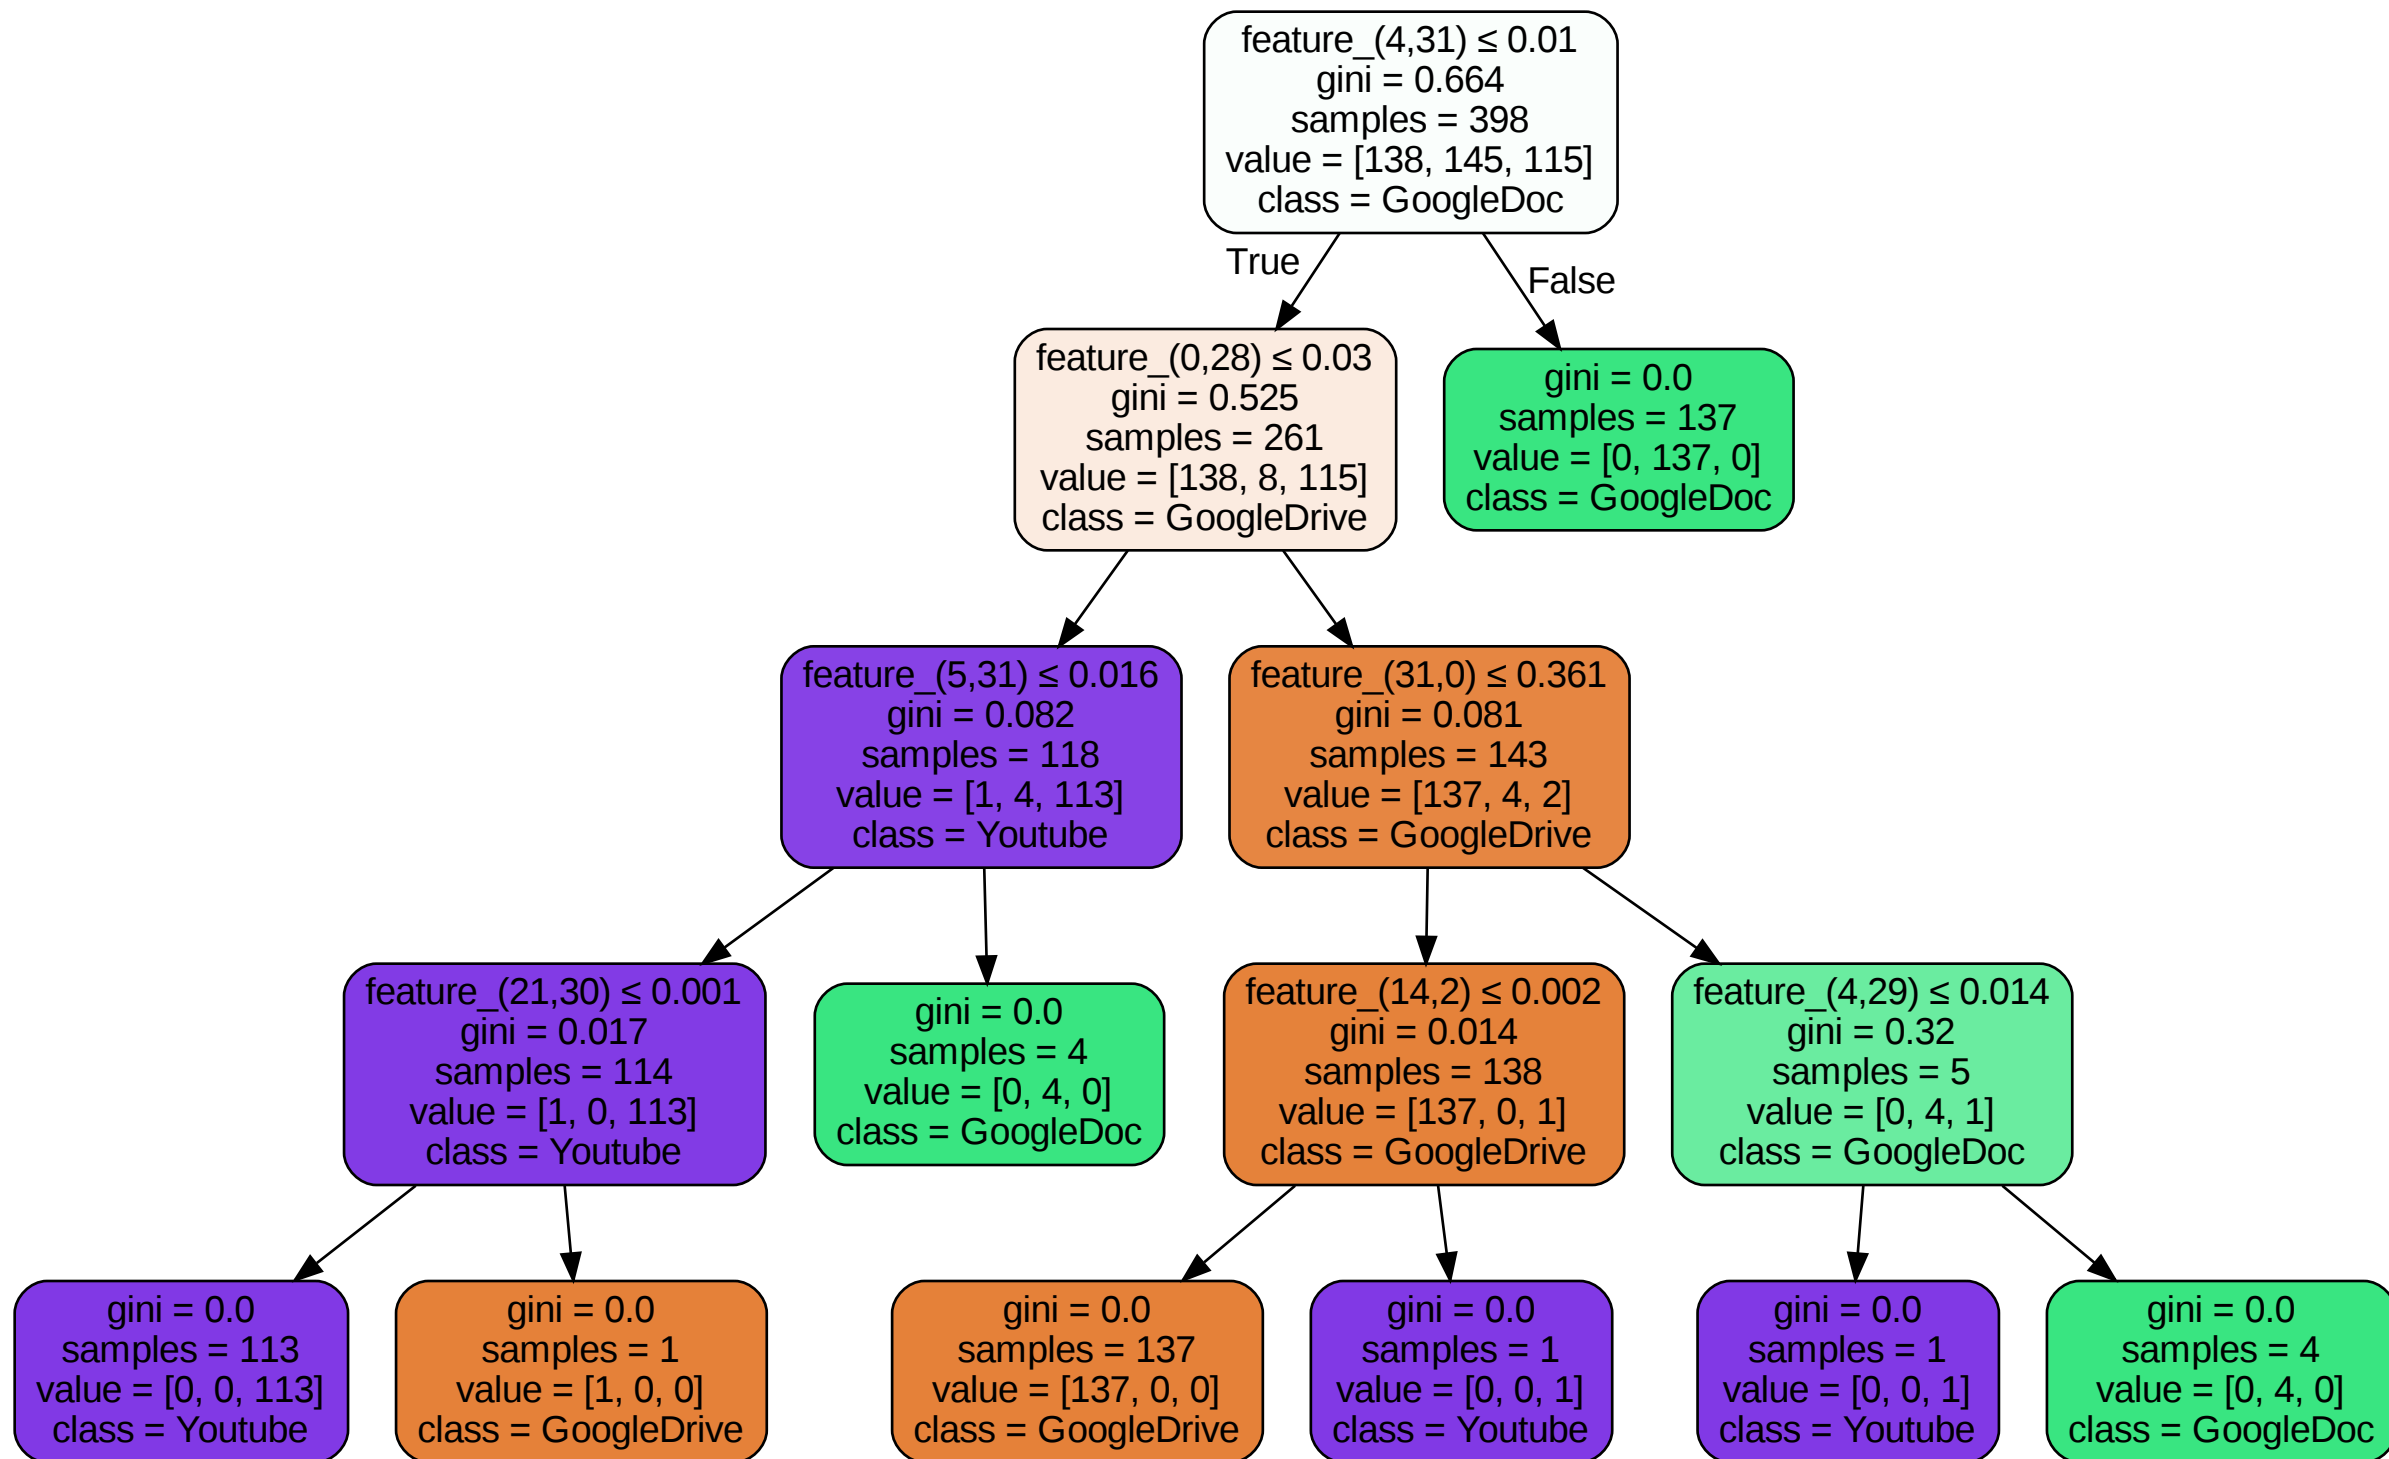 feature_(4,31) ≤ 0.01
gini = 0.664
samples = 398
value = [138, 145, 115]
class = GoogleDoc
True
False
feature_(0,28) ≤ 0.03
gini = 0.525
samples = 261
value = [138, 8, 115]
class = GoogleDrive
gini = 0.0
samples = 137
value = [0, 137, 0]
class = GoogleDoc
feature_(5,31) ≤ 0.016
gini = 0.082
samples = 118
value = [1, 4, 113]
class = Youtube
feature_(31,0) ≤ 0.361
gini = 0.081
samples = 143
value = [137, 4, 2]
class = GoogleDrive
feature_(21,30) ≤ 0.001
gini = 0.017
samples = 114
value = [1, 0, 113]
class = Youtube
gini = 0.0
samples = 4
value = [0, 4, 0]
class = GoogleDoc
feature_(14,2) ≤ 0.002
gini = 0.014
samples = 138
value = [137, 0, 1]
class = GoogleDrive
feature_(4,29) ≤ 0.014
gini = 0.32
samples = 5
value = [0, 4, 1]
class = GoogleDoc
gini = 0.0
samples = 113
value = [0, 0, 113]
class = Youtube
gini = 0.0
samples = 1
value = [1, 0, 0]
class = GoogleDrive
gini = 0.0
samples = 137
value = [137, 0, 0]
class = GoogleDrive
gini = 0.0
samples = 1
value = [0, 0, 1]
class = Youtube
gini = 0.0
samples = 1
value = [0, 0, 1]
class = Youtube
gini = 0.0
samples = 4
value = [0, 4, 0]
class = GoogleDoc